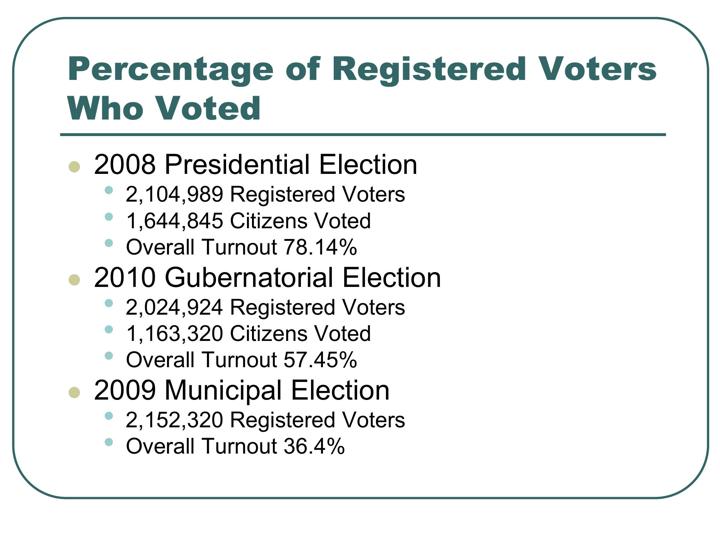 Percentage of Registered Voters
Who Voted
2008 Presidential Election
2,104,989 Registered Voters
1,644,845 Citizens Voted
Overall Turnout 78.14%
2010 Gubernatorial Election
2,024,924 Registered Voters
1,163,320 Citizens Voted
Overall Turnout 57.45%
2009 Municipal Election
2,152,320 Registered Voters
Overall Turnout 36.4%